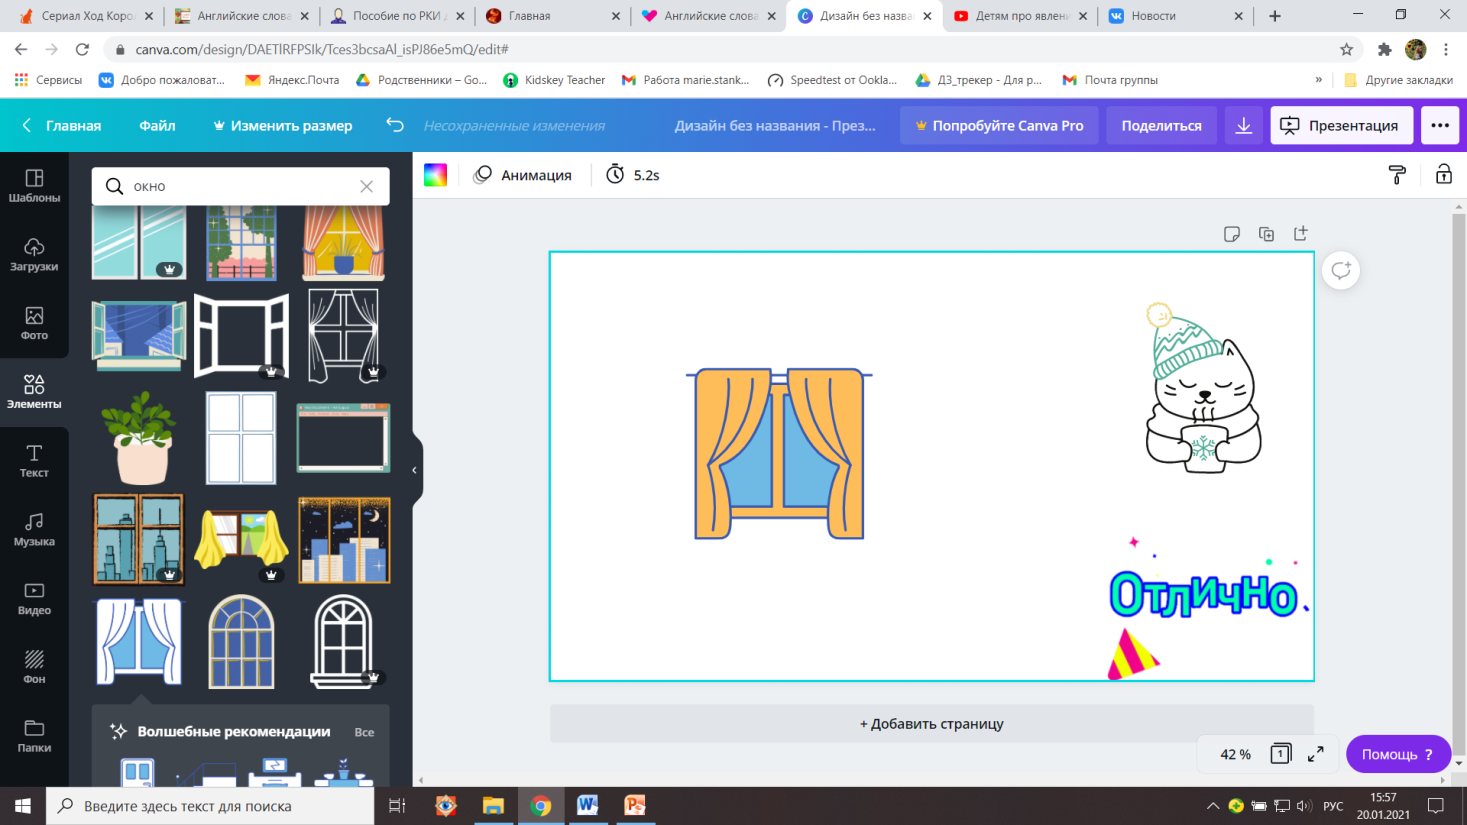 Сериал Ход Коро
Английские слова
Пособие по РКИ д
Главная
Английские слова
Дизайн без назва
Детям про явлен
Новости
canva.com/design/DAETlRFPSlk/Tces3bcsaAl_isPJ86e5mQ/edit#
Сервисы
Добро пожаловат...
Яндекс.Почта
Родственники – Go...
Kidskey Teacher
Работа marie.stank...
Speedtest от Ookla...
ДЗ_трекер - Для р...
Почта группы
»
Другие закладки
Главная
Файл
Изменить размер
Несохраненные изменения
Дизайн без названия - През...
Попробуйте Canva Pro
Поделиться
Презентация
Шаблоны
Загрузки
Фото
Элементы
Текст
Музыка
Видео
Фон
Папки
окно
Волшебные рекомендации
Все
Анимация
5.2s
Отлично
+ Добавить страницу
42 %
1
Помощь ?
Введите здесь текст для поиска
РУС
15:57
20.01.2021